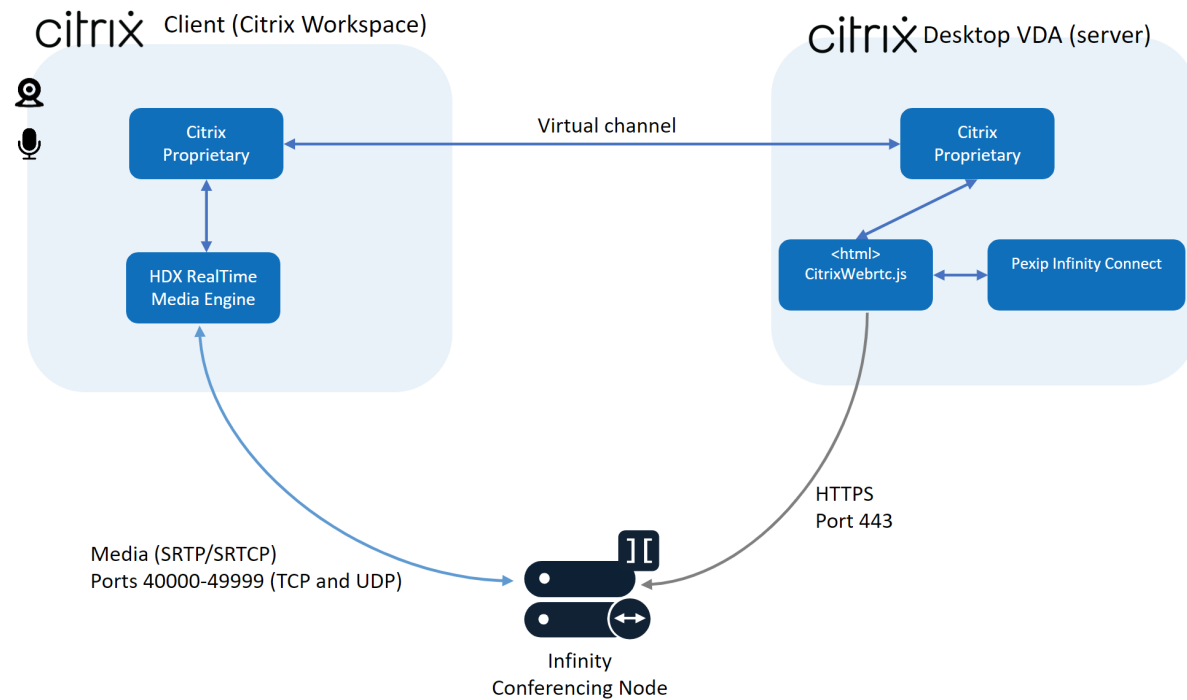 citrix Client (Citrix Workspace)
citrix Desktop VDA (server)
Citrix
Proprietary
Virtual channel
Citrix
Proprietary
HDX RealTime
Media Engine
<html>
CitrixWebrtc.js
Pexip Infinity Connect
HTTPS
Port 443
Media (SRTP/SRTCP)
Ports 40000-49999 (TCP and UDP)
Infinity
Conferencing Node